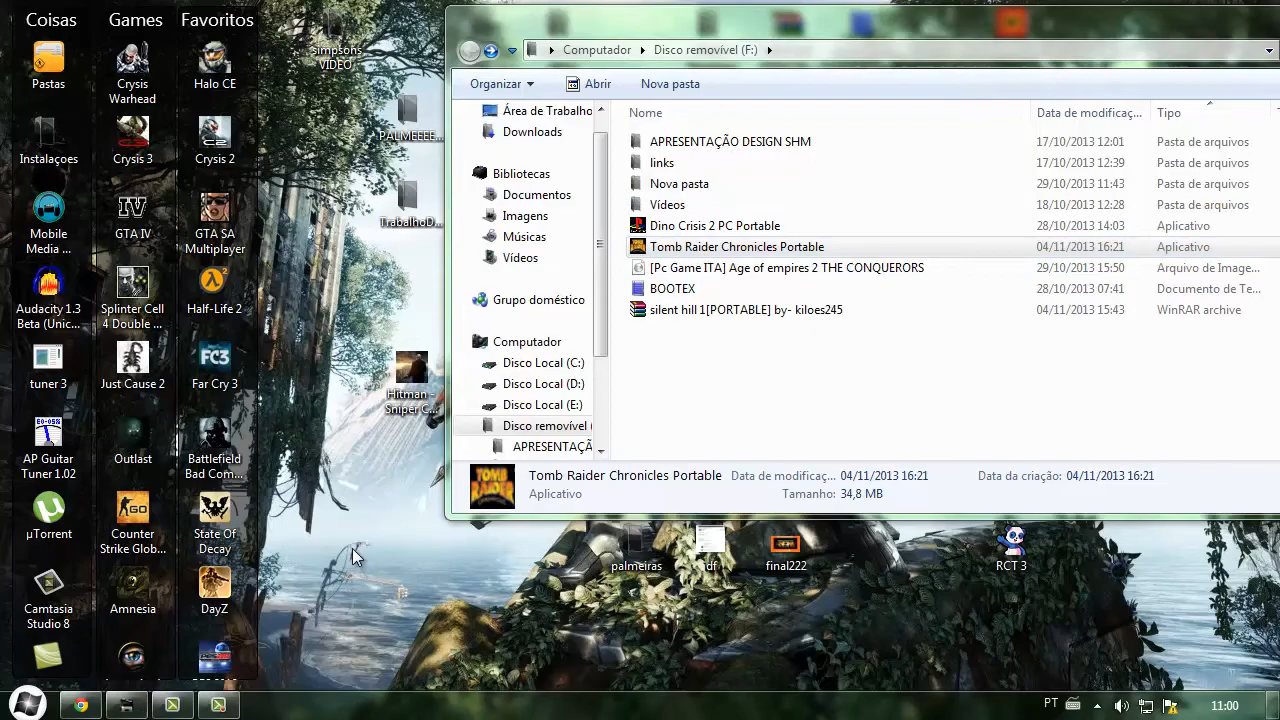 Coisas
Games
Favoritos
Pastas
Crysis
Warhead
Halo CE
Instalaçoes
Crysis 3
Crysis 2
Mobile
Media ...
GTA IV
GTA SA
Multiplayer
Audacity 1.3
Beta (Unic...
Splinter Cell
4 Double ...
Half-Life 2
tuner3
Just Cause 2
FC3
Far Cry 3
AP Guitar
Tuner 1.02
Outlast
Battlefield
Bad Com...
µTorrent
GO
Counter
Strike Glob...
State Of
Decay
Camtasia
Studio 8
Amnesia
DayZ
Simpsons
VIDEO
PALMEEEE...
TrabalhoD...
Hitman -
Sniper C...
Computador
Disco removível (F:)
Organizar
Abrir
Nova pasta
Área de Trabalho
Downloads
Bibliotecas
Documentos
Imagens
Músicas
Vídeos
Grupo doméstico
Computador
Disco Local (C:)
Disco Local (D:)
Disco Local (E:)
Disco removível (
APRESENTAÇÃ
Nome
Data de modificaç...
Tipo
APRESENTAÇÃO DESIGN SHM
17/10/2013 12:01
Pasta de arquivos
links
17/10/2013 12:39
Pasta de arquivos
Nova pasta
29/10/2013 11:43
Pasta de arquivos
Vídeos
18/10/2013 12:28
Pasta de arquivos
Dino Crisis 2 PC Portable
28/10/2013 14:03
Aplicativo
Tomb Raider Chronicles Portable
04/11/2013 16:21
Aplicativo
[Pc Game ITA] Age of empires 2 THE CONQUERORS
29/10/2013 15:50
Arquivo de Image...
BOOTEX
28/10/2013 07:41
Documento de Te...
silent hill 1[PORTABLE] by- kiloes245
04/11/2013 15:43
WinRAR archive
TOMB
RAIDER
Tomb Raider Chronicles Portable
Data de modificaç...
04/11/2013 16:21
Data da criação:
04/11/2013 16:21
Aplicativo
Tamanho:
34,8 MB
palmeiras
final222
RCT 3
PT
11:00